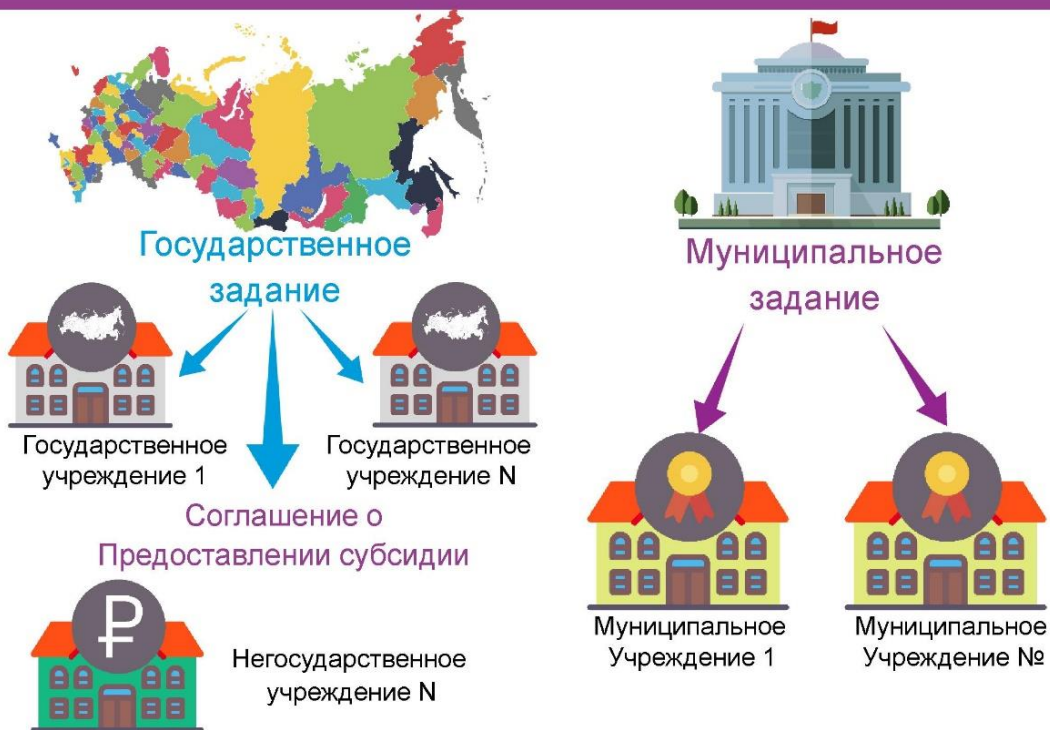 Государственное
задание
Муниципальное
задание
Государственное
учреждение 1
Государственное
учреждение N
Соглашение о
Предоставлении субсидии
₽
Негосударственное
учреждение N
Муниципальное
Учреждение 1
Муниципальное
Учреждение №